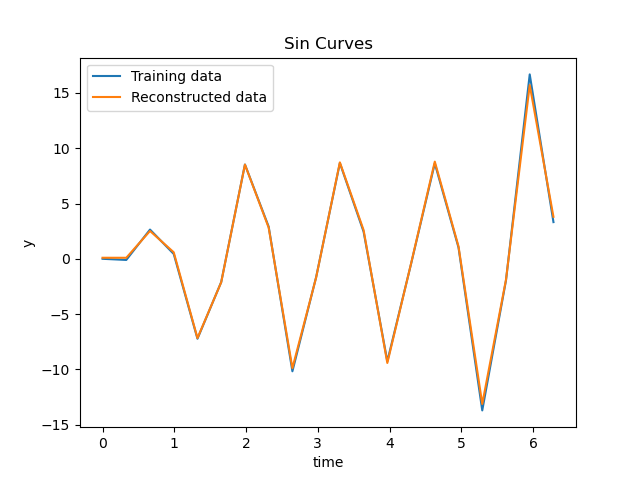 Sin Curves
Training data
Reconstructed data
15
10
5
0
−5
−10
−15
y
0 1 2 3 4 5 6
time